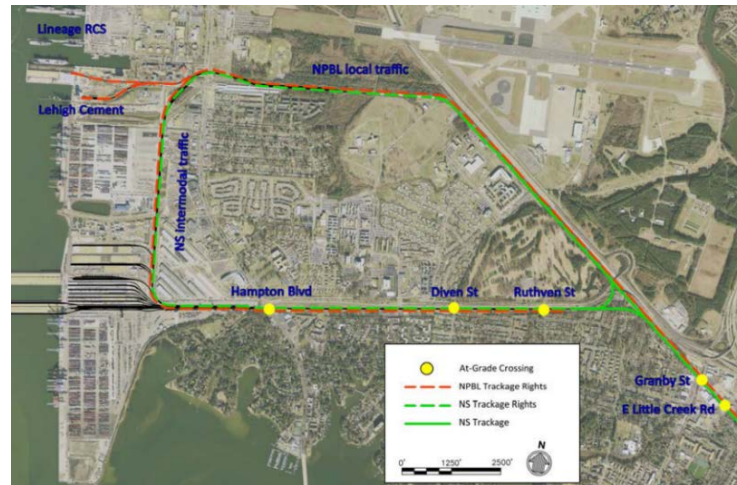 Lineage RCS
NPBL local traffic
Lehigh Cement
NS intermodal traffic
Hampton Blvd
Diven St
Ruthven St
Granby St
E Little Creek Rd
At-Grade Crossing
NPBL Trackage Rights
NS Trackage Rights
NS Trackage
N
0' 1250' 2500'